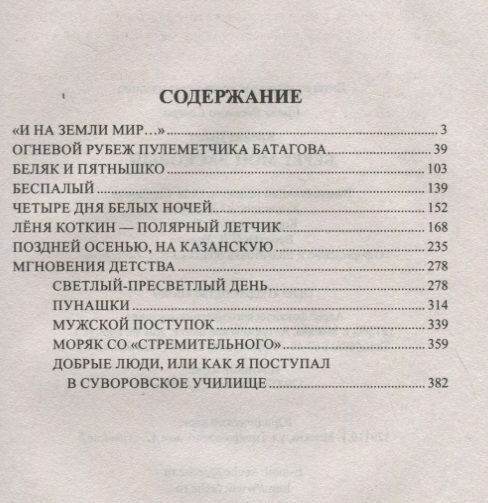 СОДЕРЖАНИЕ
«И НА ЗЕМЛИ МИР...» 3
ОГНЕВОЙ РУБЕЖ ПУЛЕМЕТЧИКА БАТАГОВА 39
БЕЛЯК И ПЯТНЫШКО 103
БЕСПАЛЫЙ 139
ЧЕТЫРЕ ДНЯ БЕЛЫХ НОЧЕЙ 152
ЛЁНЯ КОТКИН — ПОЛЯРНЫЙ ЛЕТЧИК 168
ПОЗДНЕЙ ОСЕНЬЮ, НА КАЗАНСКУЮ 235
МГНОВЕНИЯ ДЕТСТВА 278
СВЕТЛЫЙ-ПРЕСВЕТЛЫЙ ДЕНЬ 278
ПУНАШКИ 314
МУЖСКОЙ ПОСТУПОК 339
МОРЯК СО «СТРЕМИТЕЛЬНОГО» 359
ДОБРЫЕ ЛЮДИ, ИЛИ КАК Я ПОСТУПАЛ
В СУВОРОВСКОЕ УЧИЛИЩЕ 382